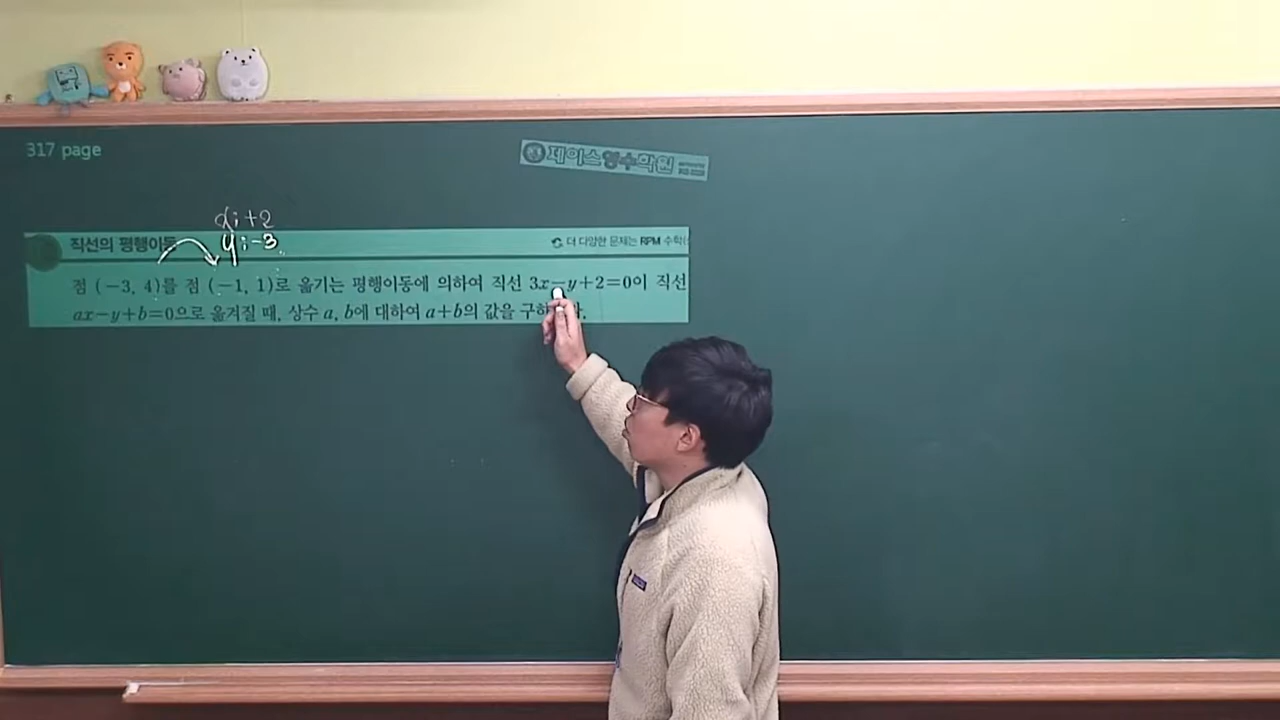 317 page
제이스영수학원
x; +2
y; -3
직선의 평행이동
더 다양한 문제는 RPM 수학(
점 (−3, 4)를 점 (−1, 1)로 옮기는 평행이동에 의하여 직선 3x−y+2=0이 직선
ax−y+b=0으로 옮겨질 때, 상수 a, b에 대하여 a+b의 값을 구하